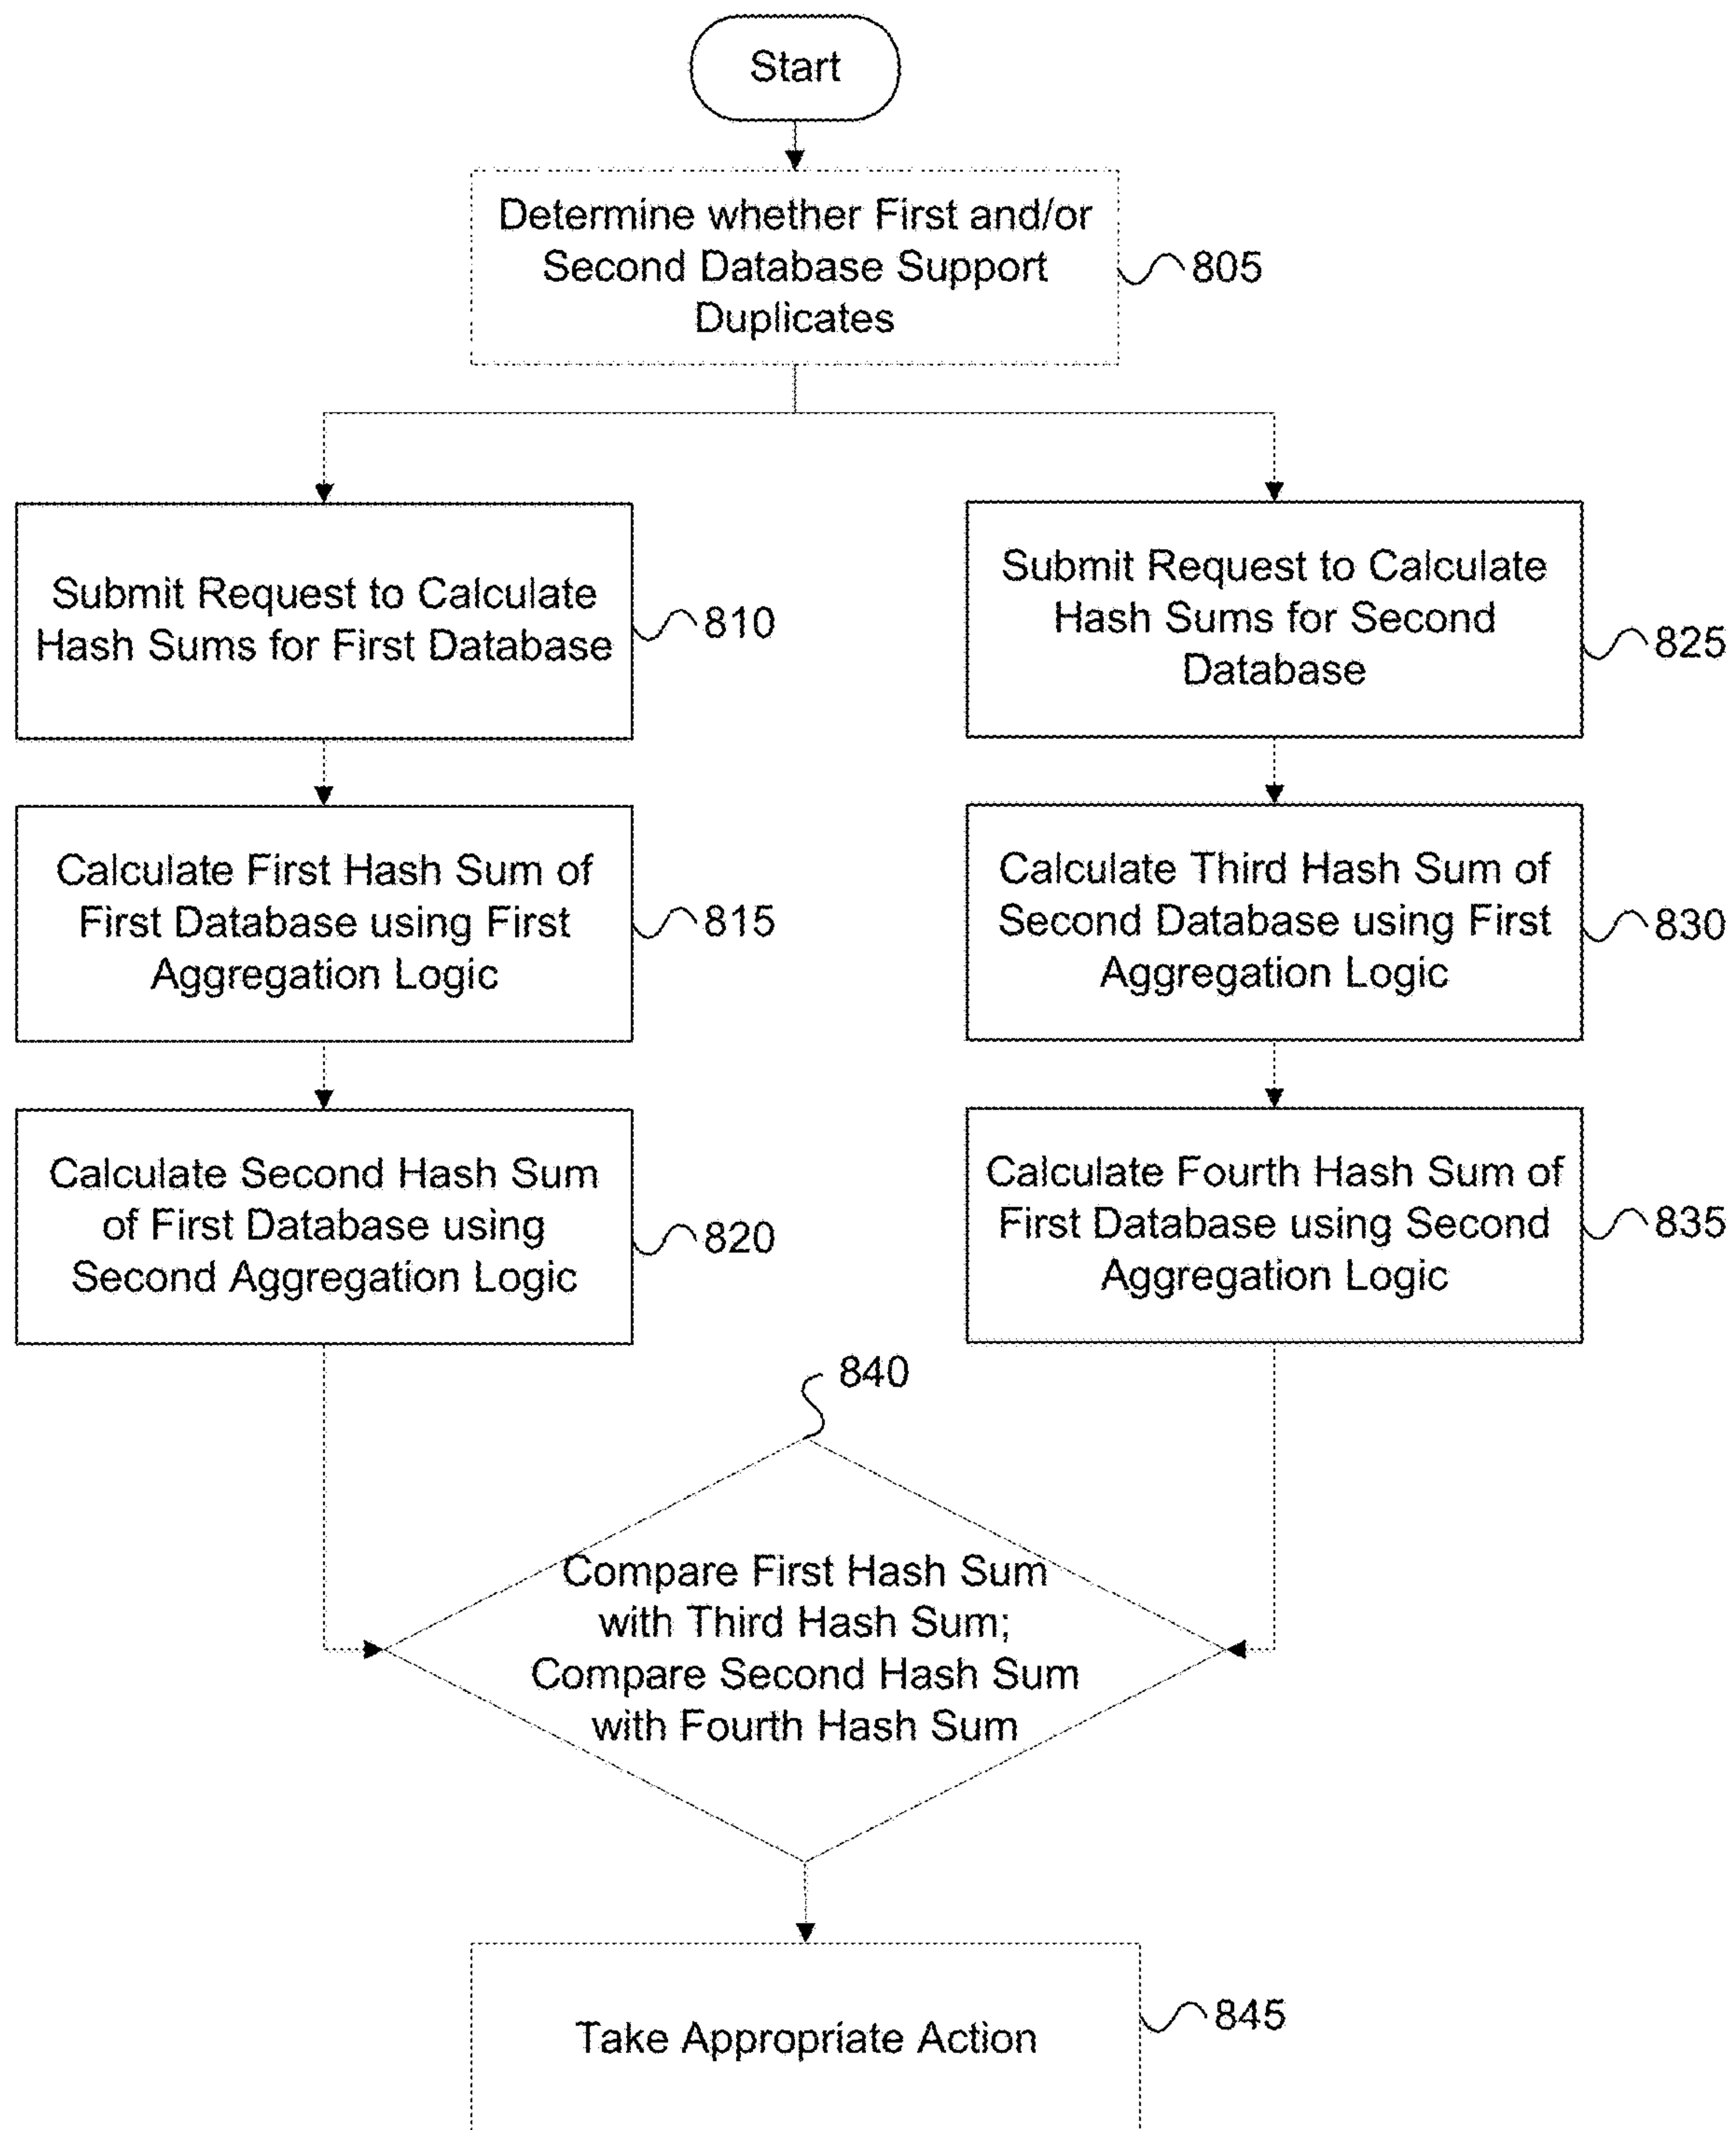 Start
Determine whether First and/or
Second Database Support
Duplicates
805
Submit Request to Calculate
Hash Sums for First Database
810
Submit Request to Calculate
Hash Sums for Second
Database
825
Calculate First Hash Sum of
First Database using First
Aggregation Logic
815
Calculate Third Hash Sum of
Second Database using First
Aggregation Logic
830
Calculate Second Hash Sum
of First Database using
Second Aggregation Logic
820
Calculate Fourth Hash Sum of
First Database using Second
Aggregation Logic
835
840
Compare First Hash Sum
with Third Hash Sum;
Compare Second Hash Sum
with Fourth Hash Sum
Take Appropriate Action
845